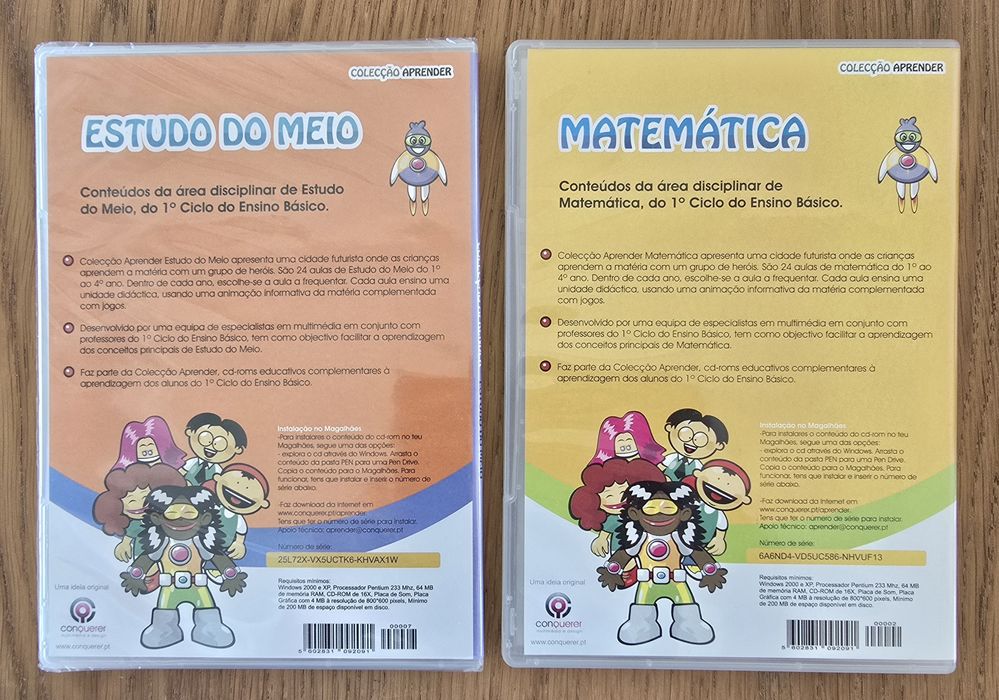 COLECÇÃO APRENDER
ESTUDO DO MEIO
Conteúdos da área disciplinar de Estudo
do Meio, do 1º Ciclo do Ensino Básico.
Colecção Aprender Estudo do Meio apresenta uma cidade futurista onde as crianças
aprendem a matéria com um grupo de heróis. São 24 aulas de Estudo do Meio do 1º ao
4º ano. Dentro de cada ano, escolhe-se a aula a frequentar. Cada aula ensina uma
unidade didáctica, usando uma animação informativa da matéria complementada
com jogos.
Desenvolvido por uma equipa de especialistas em multimédia em conjunto com
professores do 1º Ciclo do Ensino Básico, tem como objectivo facilitar a aprendizagem
dos conceitos principais de Estudo do Meio.
Faz parte da Colecção Aprender, cd-roms educativos complementares à
aprendizagem dos alunos do 1º Ciclo do Ensino Básico.
Instalação no Magalhães
-Para instalares o conteúdo do cd-rom no teu
Magalhães, segue uma das opções:
- explora o cd através do Windows. Arrasta o
conteúdo da pasta PEN para uma Pen Drive.
Copia o conteúdo para o Magalhães. Para
funcionar, tens que instalar e inserir o número de
série abaixo.
-Faz download da Internet em
www.conquerer.pt/aprender.
Tens que ter o número de série para instalar.
Apoio técnico: aprender@conquerer.pt
Número de série:
25L72X-VX5UCTK6-KHVAX1W
Uma ideia original
conquerer
multimédia e design
www.conquerer.pt
Requisitos mínimos:
Windows 2000 e XP, Processador Pentium 233 Mhz, 64 MB
de memória RAM, CD-ROM de 16X, Placa de Som, Placa
Gráfica com 4 MB à resolução de 800*600 pixels, Mínimo
de 200 MB de espaço disponível em disco.
00007
5 602831 092091
COLECÇÃO APRENDER
MATEMÁTICA
Conteúdos da área disciplinar de
Matemática, do 1º Ciclo do Ensino Básico.
Colecção Aprender Matemática apresenta uma cidade futurista onde as crianças
aprendem a matéria com um grupo de heróis. São 24 aulas de matemática do 1º ao
4º ano. Dentro de cada ano, escolhe-se a aula a frequentar. Cada aula ensina uma
unidade didáctica, usando uma animação informativa da matéria complementada
com jogos.
Desenvolvido por uma equipa de especialistas em multimédia em conjunto com
professores do 1º Ciclo do Ensino Básico, tem como objectivo facilitar a aprendizagem
dos conceitos principais de Matemática.
Faz parte da Colecção Aprender, cd-roms educativos complementares à
aprendizagem dos alunos do 1º Ciclo do Ensino Básico.
Instalação no Magalhães
-Para instalares o conteúdo do cd-rom no teu
Magalhães, segue uma das opções:
- explora o cd através do Windows. Arrasta o
conteúdo da pasta PEN para uma Pen Drive.
Copia o conteúdo para o Magalhães. Para
funcionar, tens que instalar e inserir o número de
série abaixo.
-Faz download da Internet em
www.conquerer.pt/aprender.
Tens que ter o número de série para instalar.
Apoio técnico: aprender@conquerer.pt
Número de série:
6A6ND4-VD5UC586-NHVUF13
Uma ideia original
conquerer
multimédia e design
www.conquerer.pt
Requisitos mínimos:
Windows 2000 e XP, Processador Pentium 233 Mhz, 64 MB
de memória RAM, CD-ROM de 16X, Placa de Som, Placa
Gráfica com 4 MB à resolução de 800*600 pixels, Mínimo
de 200 MB de espaço disponível em disco.
00002
5 602831 092091